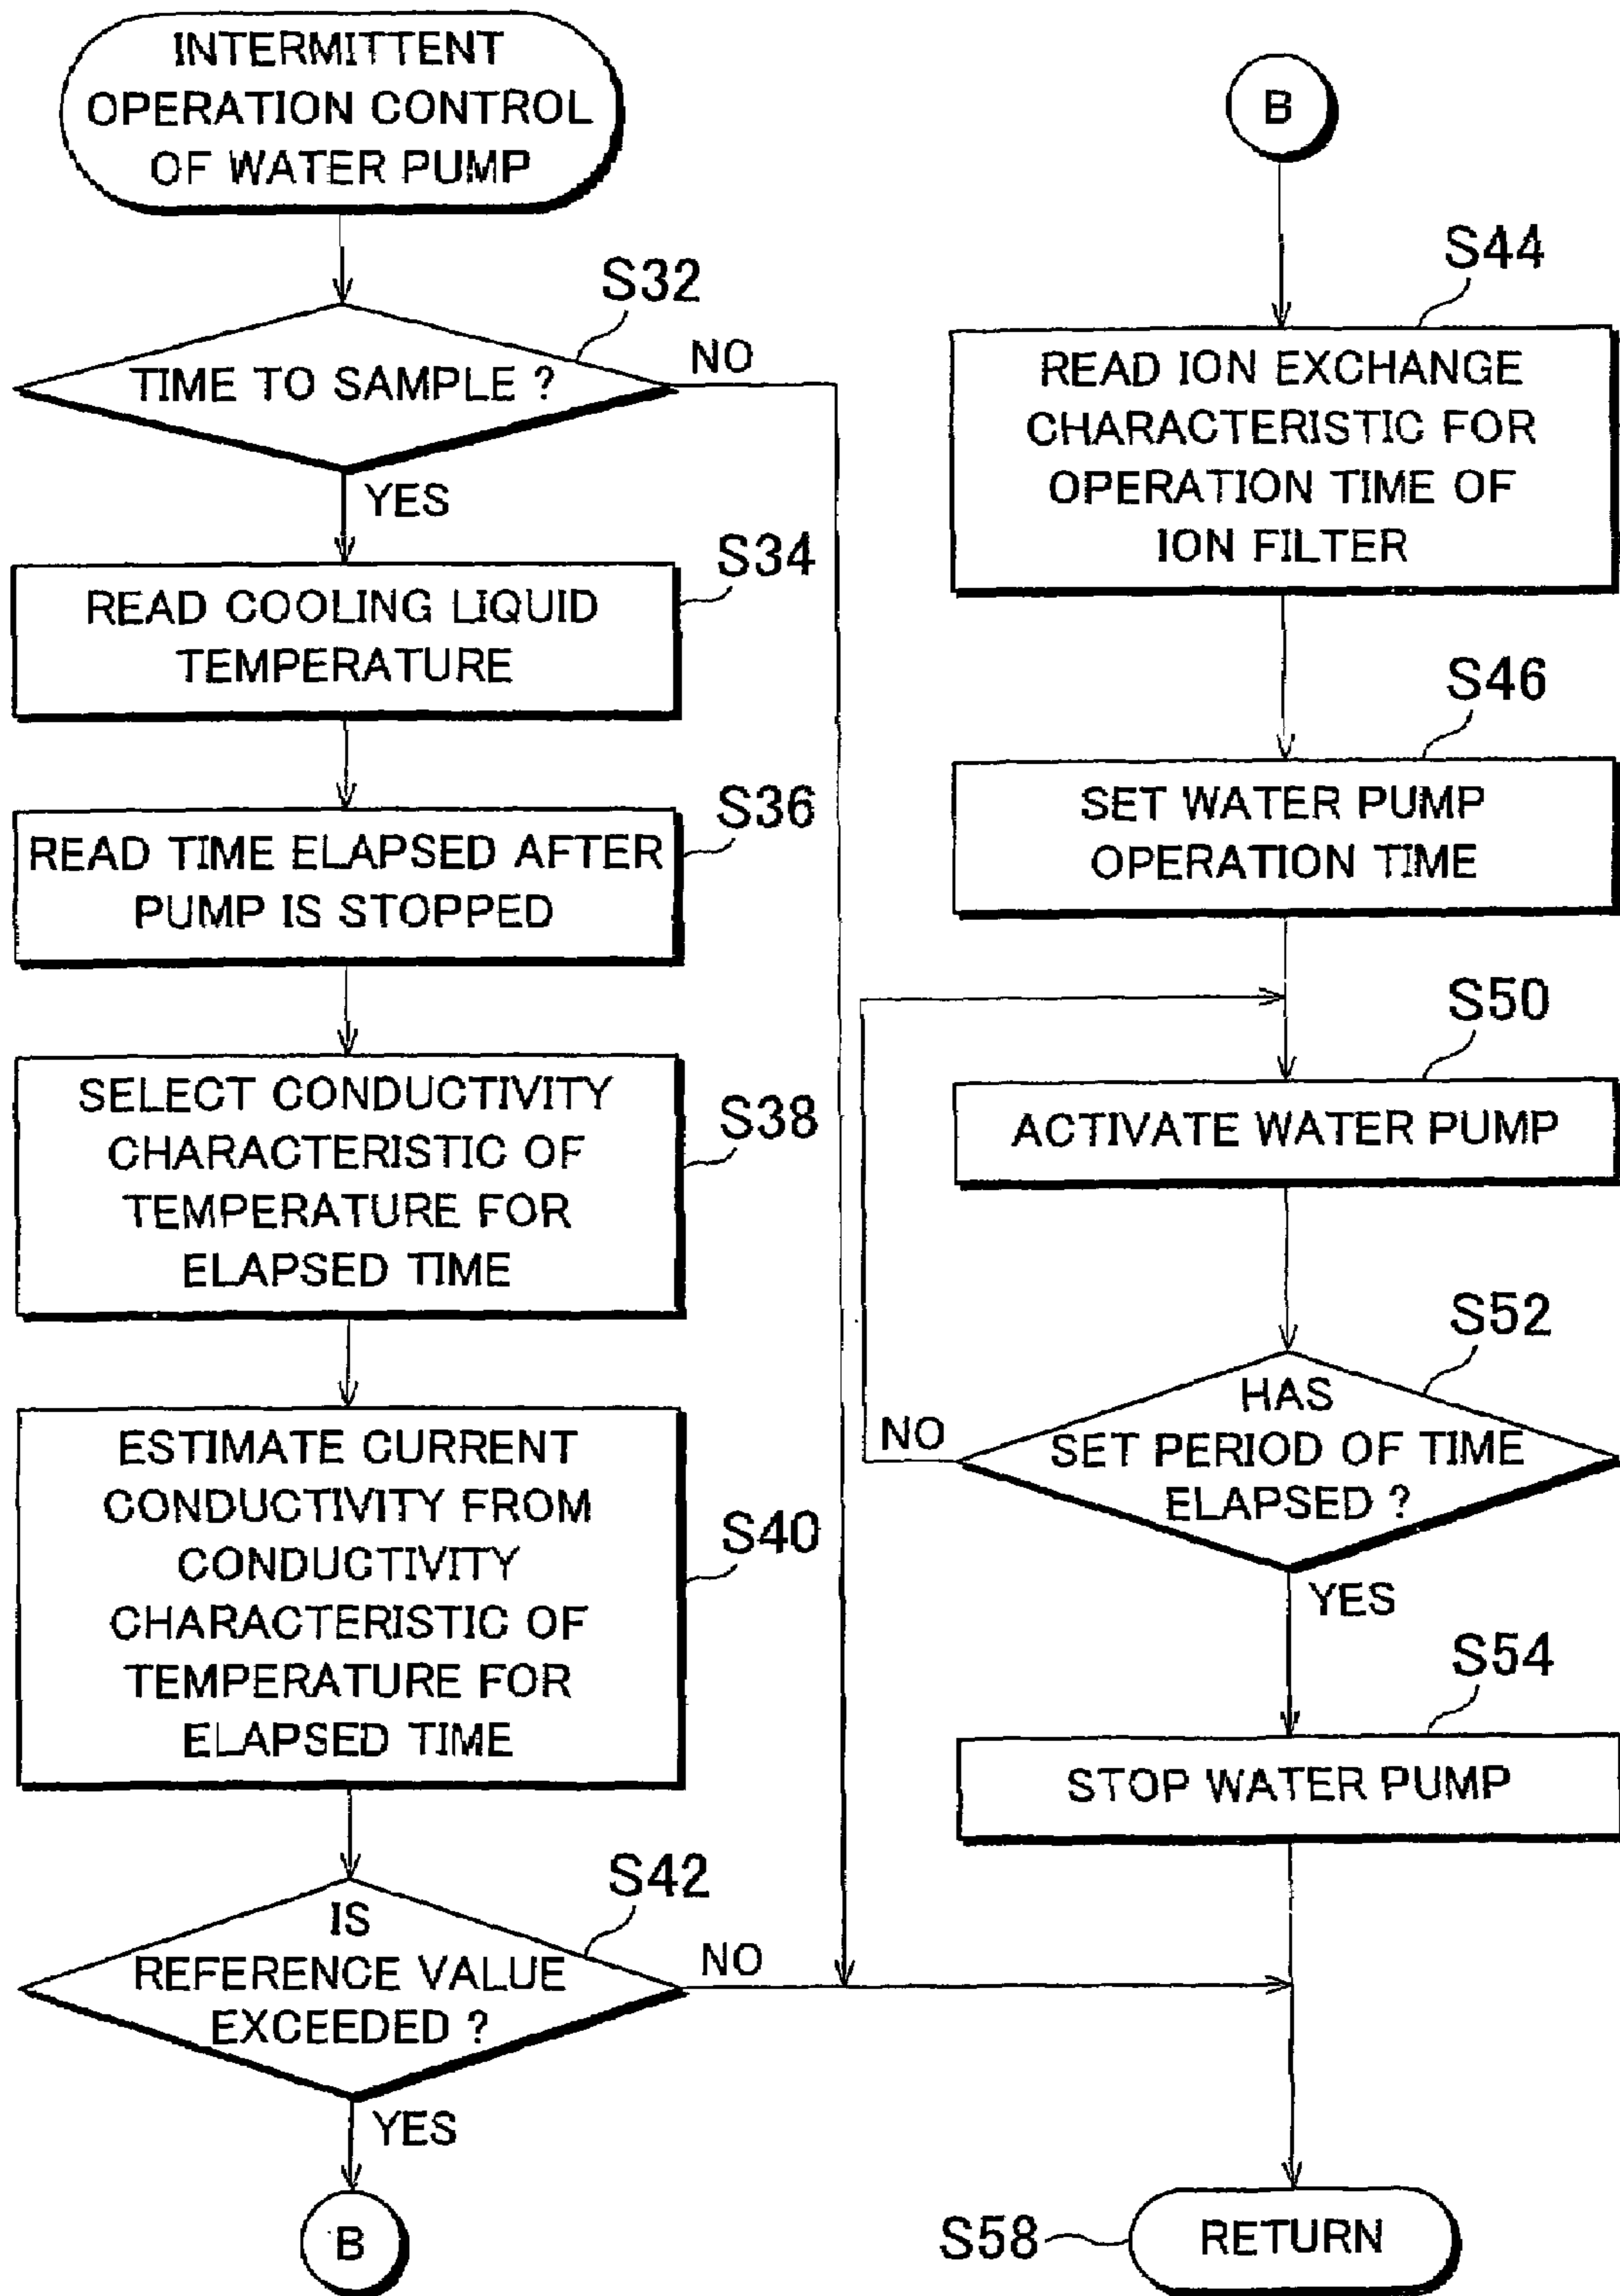 INTERMITTENT
OPERATION CONTROL
OF WATER PUMP
S32
TIME TO SAMPLE ?
NO
YES
S34
READ COOLING LIQUID
TEMPERATURE
S36
READ TIME ELAPSED AFTER
PUMP IS STOPPED
S38
SELECT CONDUCTIVITY
CHARACTERISTIC OF
TEMPERATURE FOR
ELAPSED TIME
S40
ESTIMATE CURRENT
CONDUCTIVITY FROM
CONDUCTIVITY
CHARACTERISTIC OF
TEMPERATURE FOR
ELAPSED TIME
S42
IS
REFERENCE VALUE
EXCEEDED ?
NO
YES
B
B
S44
READ ION EXCHANGE
CHARACTERISTIC FOR
OPERATION TIME OF
ION FILTER
S46
SET WATER PUMP
OPERATION TIME
S50
ACTIVATE WATER PUMP
S52
HAS
SET PERIOD OF TIME
ELAPSED ?
NO
YES
S54
STOP WATER PUMP
S58
RETURN